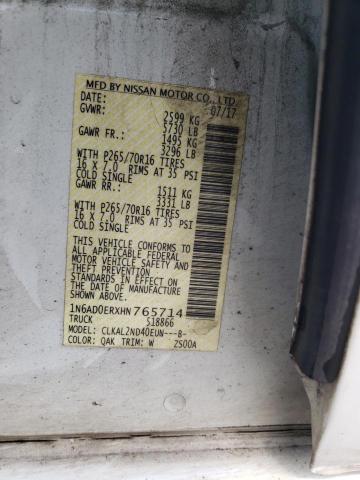 MFD BY NISSAN MOTOR CO., LTD.
DATE: 07/17
GVWR: 2599 KG
5730 LB
GAWR FR.: 1495 KG
3296 LB
WITH P265/70R16 TIRES
16 X 7.0 RIMS AT 35 PSI
COLD SINGLE
GAWR RR.: 1511 KG
3331 LB
WITH P265/70R16 TIRES
16 X 7.0 RIMS AT 35 PSI
COLD SINGLE
THIS VEHICLE CONFORMS TO
ALL APPLICABLE FEDERAL
MOTOR VEHICLE SAFETY AND
THEFT PREVENTION
STANDARDS IN EFFECT ON
THE DATE OF MANUFACTURE
SHOWN ABOVE.
1N6AD0ERXHN765714
TRUCK 518866
MODEL: CLKAL2ND40EUN---B-
COLOR: QAK TRIM: W ZS00A